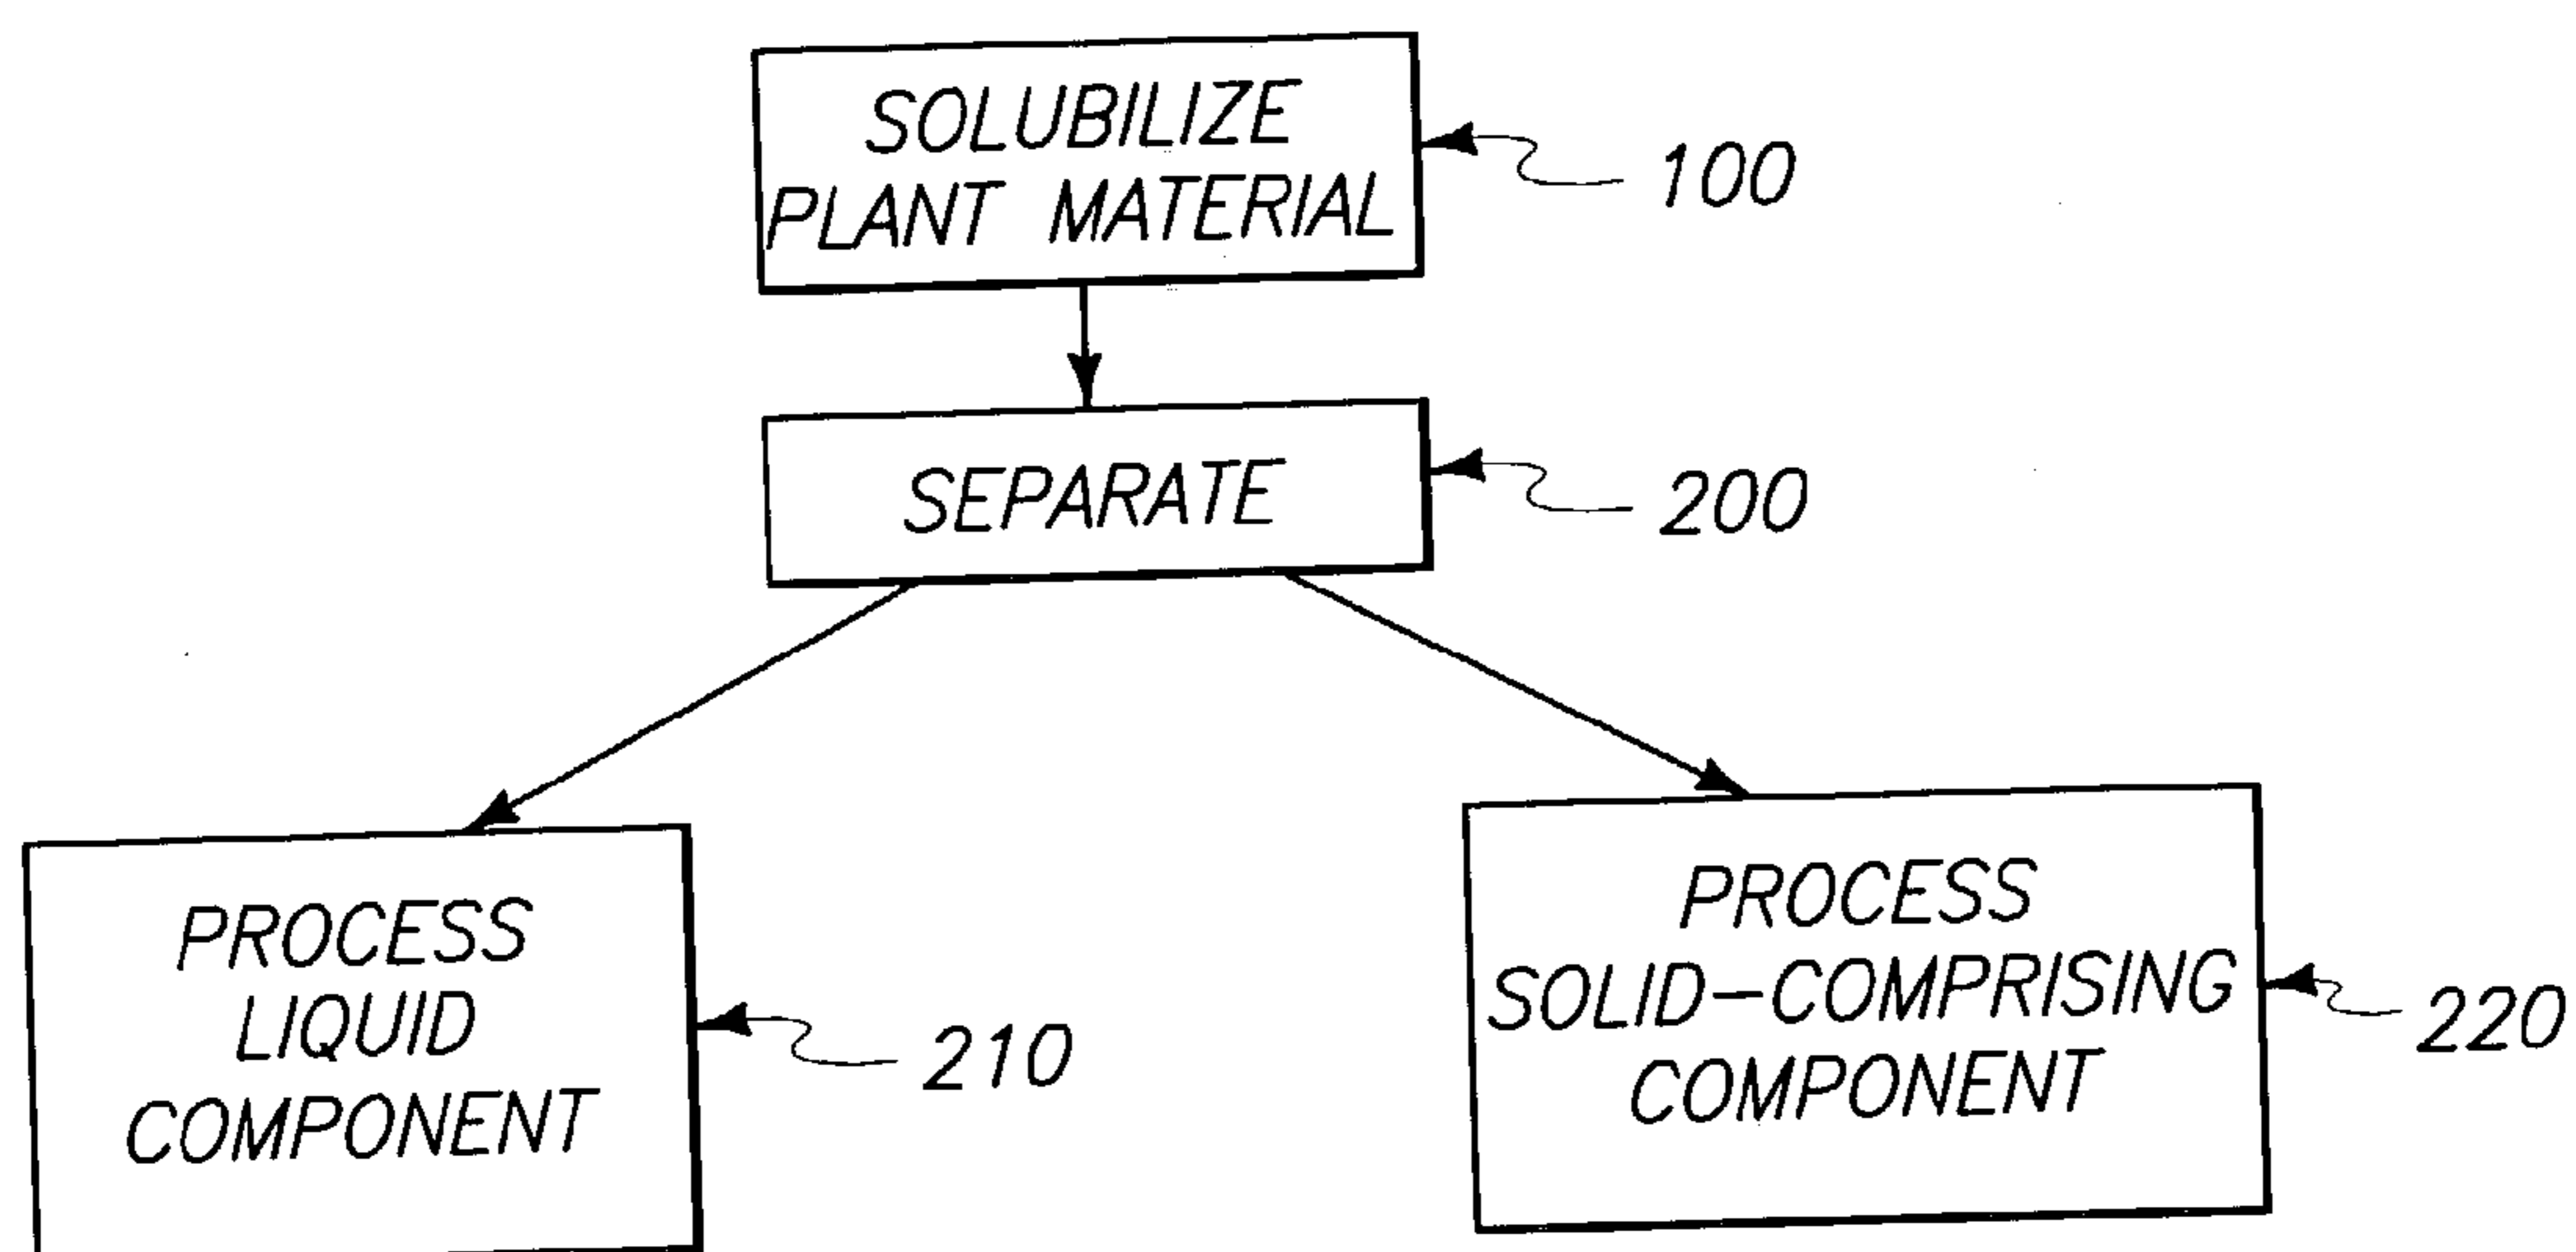 SOLUBILIZE
PLANT MATERIAL
100
SEPARATE
200
PROCESS
LIQUID
COMPONENT
210
PROCESS
SOLID-COMPRISING
COMPONENT
220